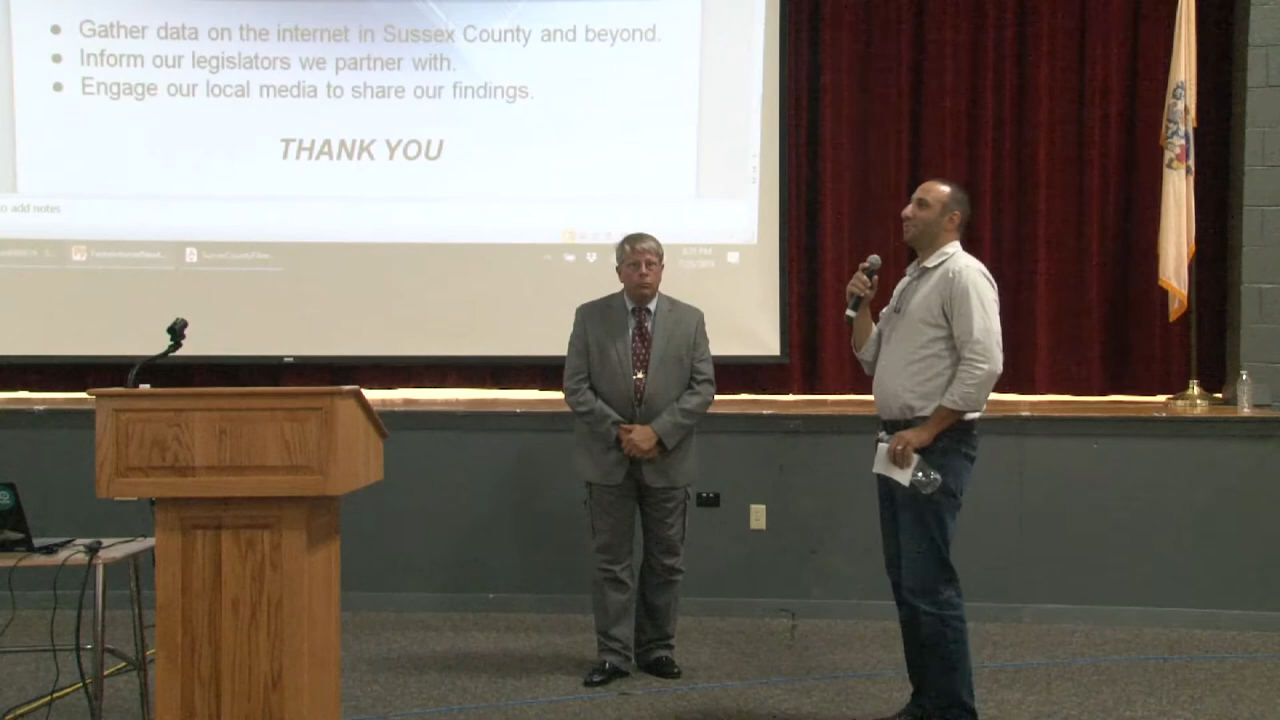 • Gather data on the internet in Sussex County and beyond.
• Inform our legislators we partner with.
• Engage our local media to share our findings.
THANK YOU
to add notes